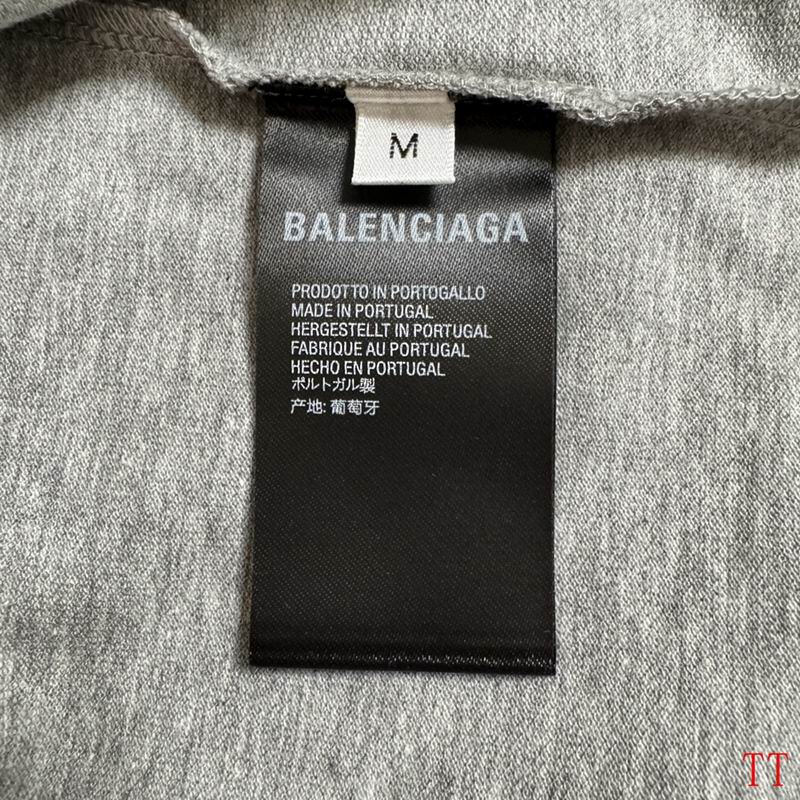 M
BALENCIAGA
PRODOTTO IN PORTOGALLO
MADE IN PORTUGAL
HERGESTELLT IN PORTUGAL
FABRIQUE AU PORTUGAL
HECHO EN PORTUGAL
ポルトガル製
产地: 葡萄牙
TT